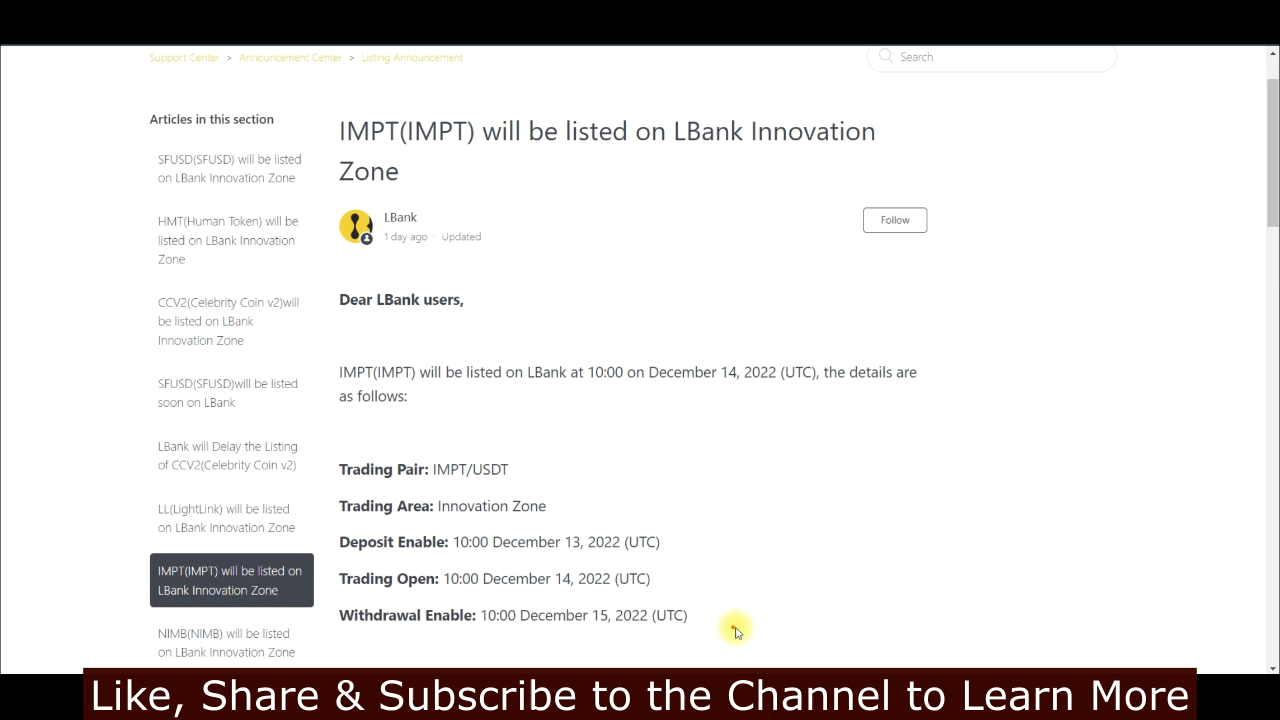 Support Center > Announcement Center > Listing Announcement
Search
Articles in this section
SFUSD(SFUSD) will be listed
on LBank Innovation Zone
HMT(Human Token) will be
listed on LBank Innovation
Zone
CCV2(Celebrity Coin v2)will
be listed on LBank
Innovation Zone
SFUSD(SFUSD)will be listed
soon on LBank
LBank will Delay the Listing
of CCV2(Celebrity Coin v2)
LL(LightLink) will be listed
on LBank Innovation Zone
IMPT(IMPT) will be listed on
LBank Innovation Zone
NIMB(NIMB) will be listed
on LBank Innovation Zone
IMPT(IMPT) will be listed on LBank Innovation
Zone
LBank
1 day ago · Updated
Follow
Dear LBank users,
IMPT(IMPT) will be listed on LBank at 10:00 on December 14, 2022 (UTC), the details are
as follows:
Trading Pair: IMPT/USDT
Trading Area: Innovation Zone
Deposit Enable: 10:00 December 13, 2022 (UTC)
Trading Open: 10:00 December 14, 2022 (UTC)
Withdrawal Enable: 10:00 December 15, 2022 (UTC)
Like, Share & Subscribe to the Channel to Learn More